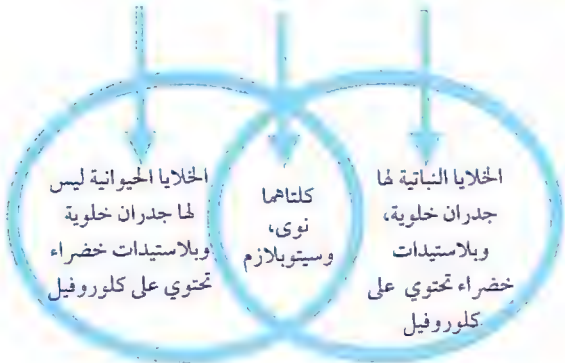 الخلايا النباتية لها
جدران خلوية،
وبلاستيدات
خضراء تحتوي على
كلوروفيل
كلتاهما
نوى،
وسيتوبلازم
الخلايا الحيوانية ليس
لها جدران خلوية
وبلاستيدات خضراء
تحتوي على كلوروفيل